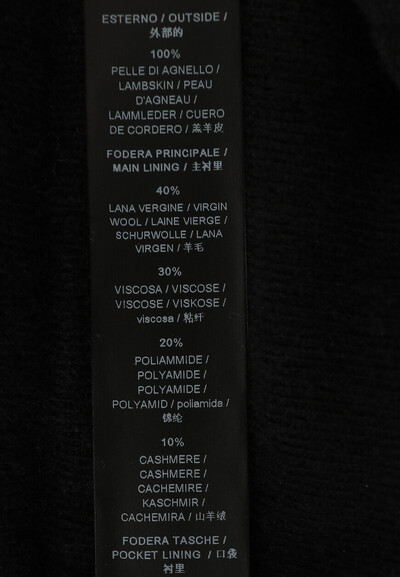 ESTERNO / OUTSIDE /
外部的
100%
PELLE DI AGNELLO /
LAMBSKIN / PEAU
D'AGNEAU /
LAMMLEDER / CUERO
DE CORDERO / 羔羊皮
FODERA PRINCIPALE /
MAIN LINING / 主衬里
40%
LANA VERGINE / VIRGIN
WOOL / LAINE VIERGE /
SCHURWOLLE / LANA
VIRGEN / 羊毛
30%
VISCOSA / VISCOSE /
VISCOSE / VISKOSE /
viscosa / 粘纤
20%
POLIAMMIDE /
POLYAMIDE /
POLYAMIDE /
POLYAMID / poliamida /
锦纶
10%
CASHMERE /
CASHMERE /
CACHEMIRE /
KASCHMIR /
CACHEMIRA / 山羊绒
FODERA TASCHE /
POCKET LINING / 口袋
衬里